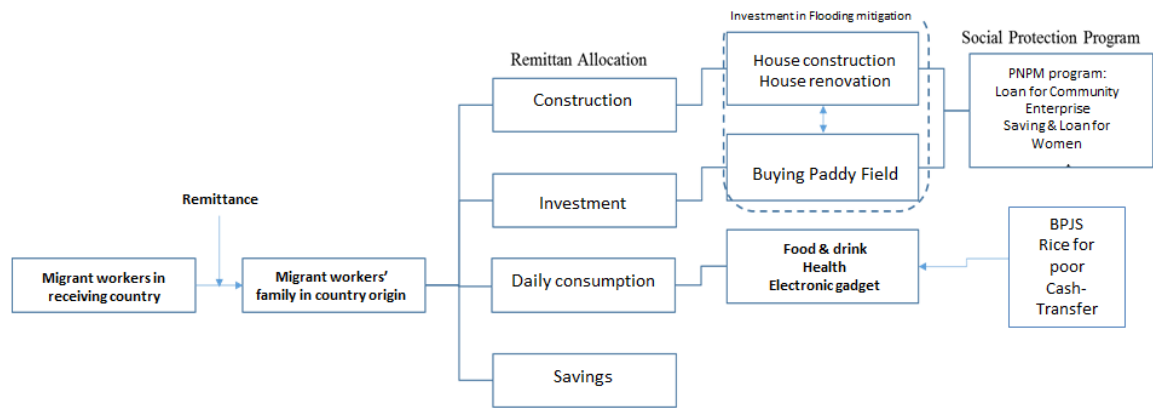 Investment in Flooding mitigation
Social Protection Program
Remittan Allocation
House construction
House renovation
PNPM program:
Loan for Community
Enterprise
Saving & Loan for
Women
Construction
Buying Paddy Field
Investment
Remittance
BPJS
Rice for
poor
Cash-
Transfer
Food & drink
Health
Electronic gadget
Migrant workers in
receiving country
Migrant workers’
family in country origin
Daily consumption
Savings